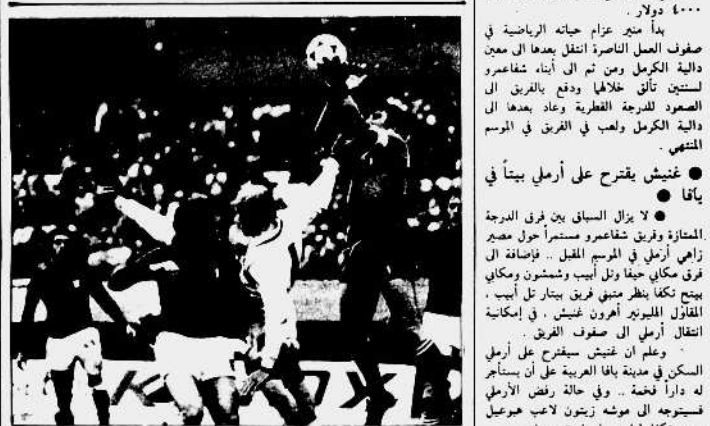 ٤٠٠٠ دولار .
بدأ منير عزام حياته الرياضية في
صفوف العمل الناصرة انتقل بعدها الى معين
دالية الكرمل ومن ثم الى أبناء شفاعمرو
لسنتين تألق خلالها ودفع بالفريق الى
الصعود للدرجة القطرية وعاد بعدها الى
دالية الكرمل ولعب في الفريق في الموسم
المنتهي .
● غنيش يقترح على أرملي بيتاً في
يافا ●
● لا يزال السباق بين فرق الدرجة
الممتازة وفريق شفاعمرو مستمراً حول مصير
زاهي أرملي في الموسم المقبل .. فإضافة الى
فرق مكابي حيفا وتل أبيب وشمشون ومكابي
بيتح تكفا ينظر متبني فريق بيتار تل أبيب ،
المقاول المليونير أهرون غنيش ، في إمكانية
انتقال أرملي الى صفوف الفريق .
وعلم ان غنيش سيقترح على أرملي
السكن في مدينة يافا العربية على أن يستأجر
له داراً فخمة .. وفي حالة رفض الأرملي
فسيتوجه الى موشه زيتون لاعب هبوعيل